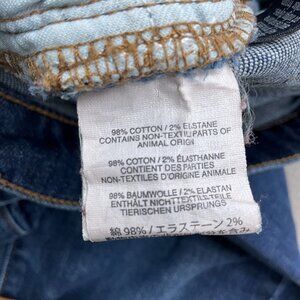 98% COTTON / 2% ELASTANE
CONTAINS NON-TEXTIL PARTS OF
ANIMAL ORIGI
98% COTON / 2% ÉLASTHANNE
CONTIENT DES PARTIES
NON-TEXTILES D'ORIGINE ANIMALE
98% BAUMWOLLE / 2% ELASTAN
ENTHÄLT NICHTTEXTILE TEILE
TIERISCHEN URSPRUNGS
綿 98% / エラステーン 2%